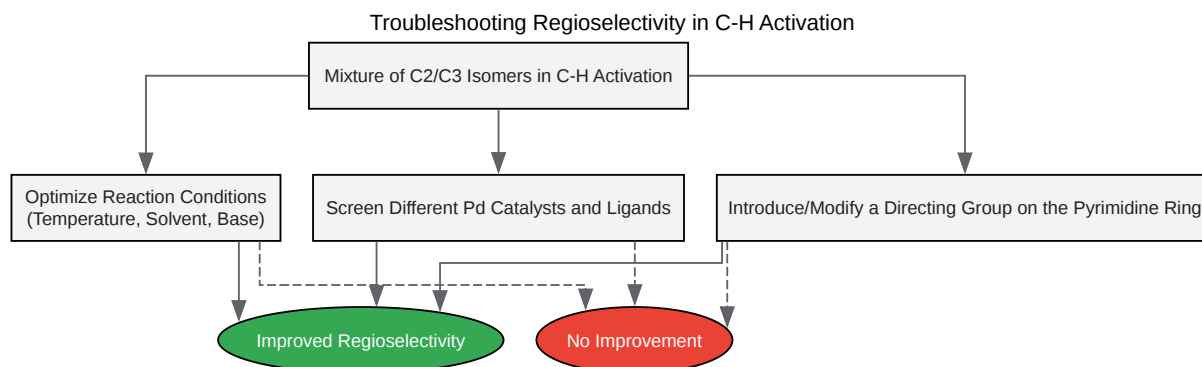 Troubleshooting Regioselectivity in C-H Activation
Mixture of C2/C3 Isomers in C-H Activation
Optimize Reaction Conditions
(Temperature, Solvent, Base)
Screen Different Pd Catalysts and Ligands
Introduce/Modify a Directing Group on the Pyrimidine Ring
Improved Regioselectivity
No Improvement